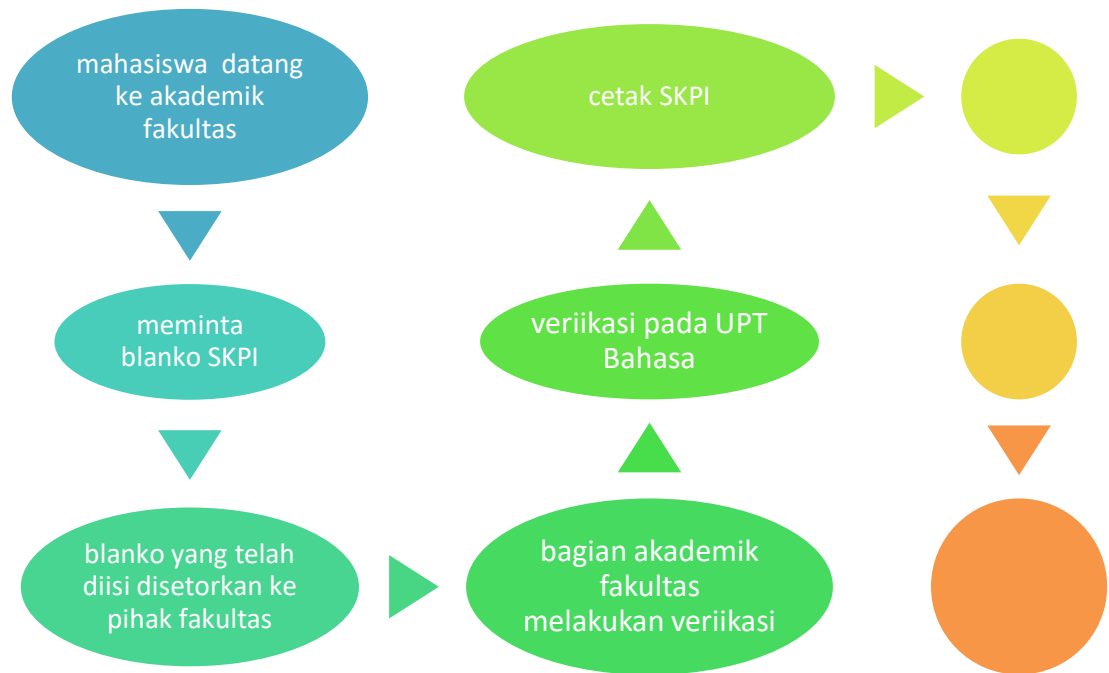 mahasiswa datang
ke akademik
fakultas
meminta
blanko SKPI
blanko yang telah
diisi disetorkan ke
pihak fakultas
bagian akademik
fakultas
melakukan veriikasi
veriikasi pada UPT
Bahasa
cetak SKPI